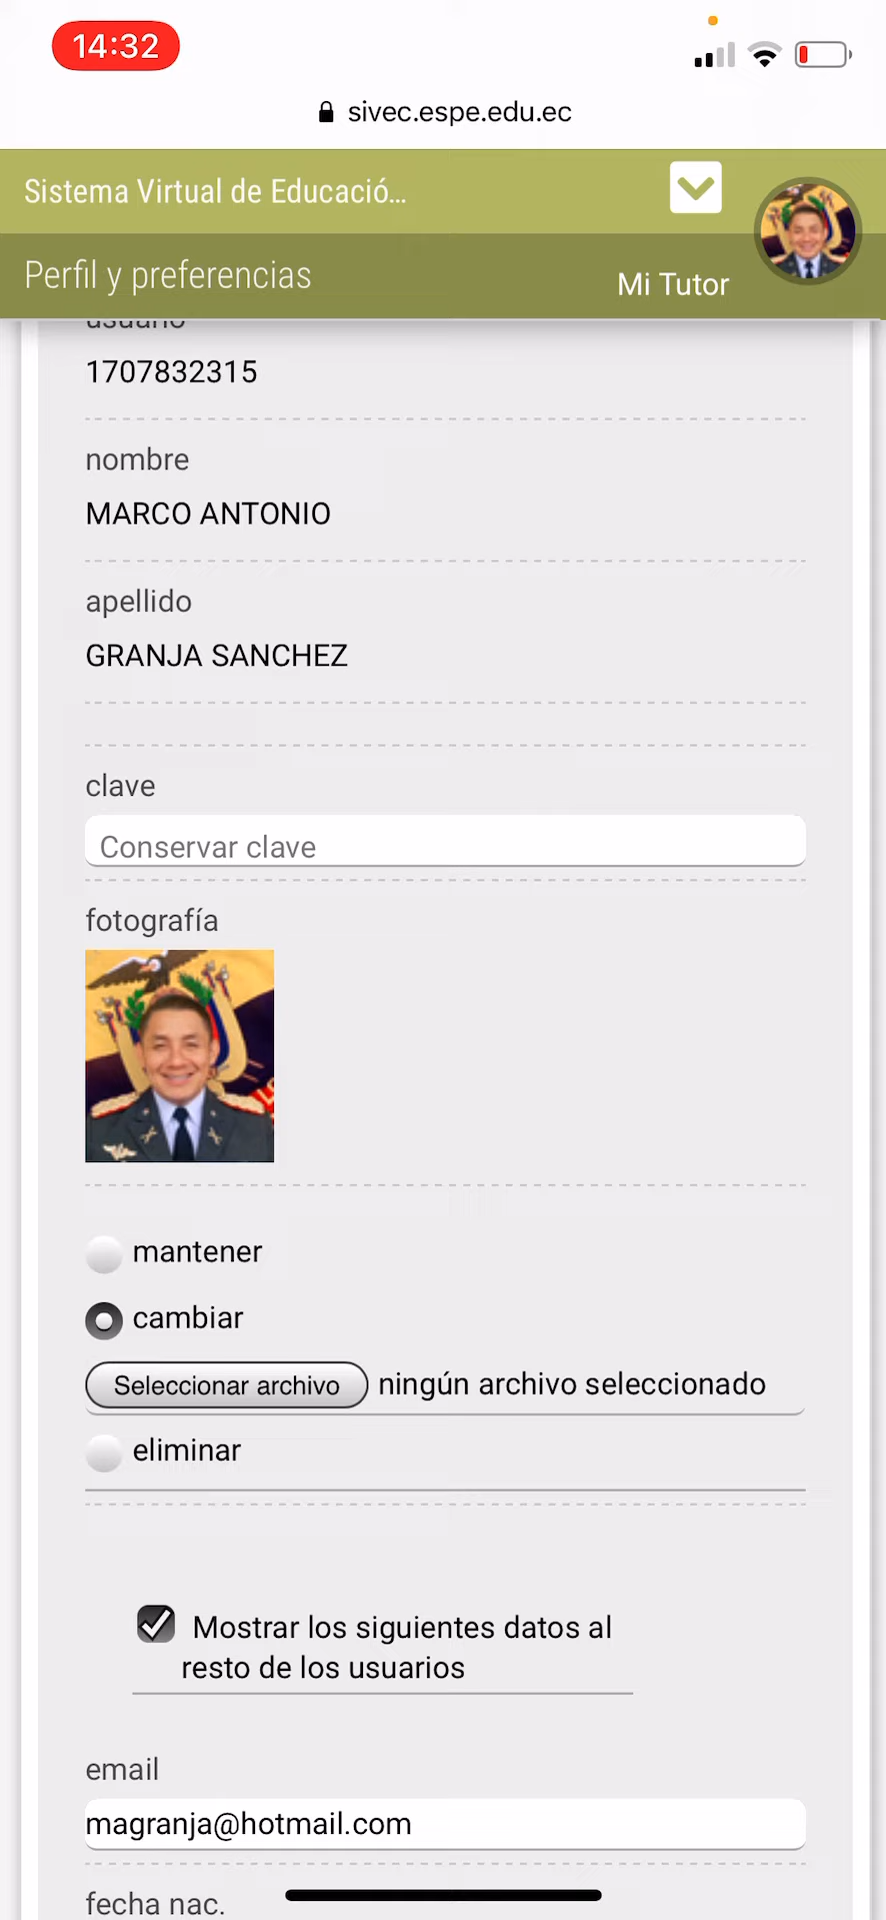 14:32
sivec.espe.edu.ec
Sistema Virtual de Educació...
Perfil y preferencias
Mi Tutor
usuario
1707832315
nombre
MARCO ANTONIO
apellido
GRANJA SANCHEZ
clave
Conservar clave
fotografía
mantener
cambiar
Seleccionar archivo ningún archivo seleccionado
eliminar
Mostrar los siguientes datos al
resto de los usuarios
email
magranja@hotmail.com
fecha nac.